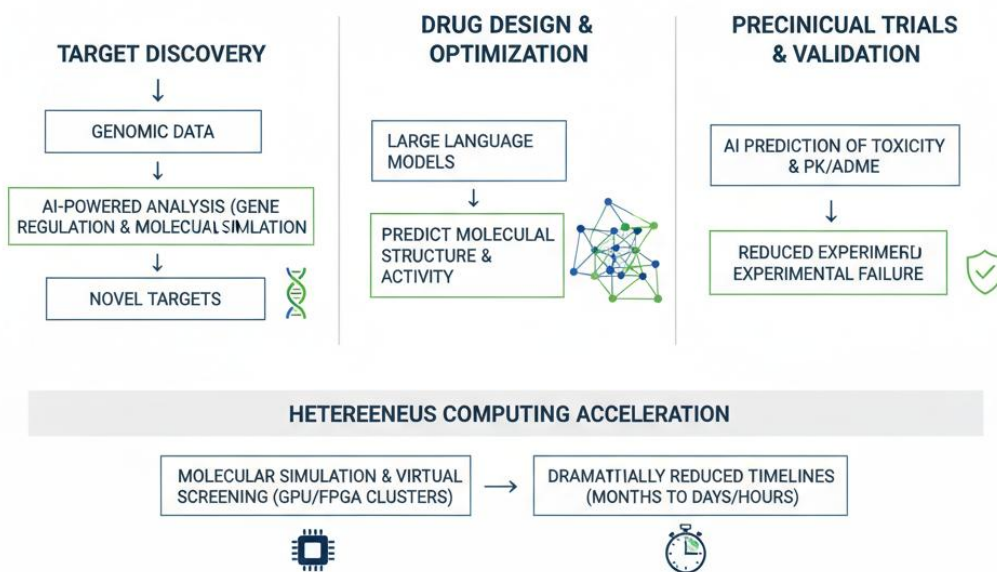 TARGET DISCOVERY
GENOMIC DATA
AI-POWERED ANALYSIS (GENE
REGULATION & MOLECUAL SIMLATION
NOVEL TARGETS
DRUG DESIGN &
OPTIMIZATION
LARGE LANGUAGE
MODELS
PREDICT MOLECULAL
STRUCTURE &
ACTIVITY
PRECINICUAL TRIALS
& VALIDATION
AI PREDICTION OF TOXICITY
& PK/ADME
REDUCED
EXPERIMENTAL FAILURE
HETEREENEUS COMPUTING ACCELERATION
MOLECULAR SIMULATION & VIRTUAL
SCREENING (GPU/FPGA CLUSTERS)
REDUCED TIMELINES
(MONTHS TO DAYS/HOURS)